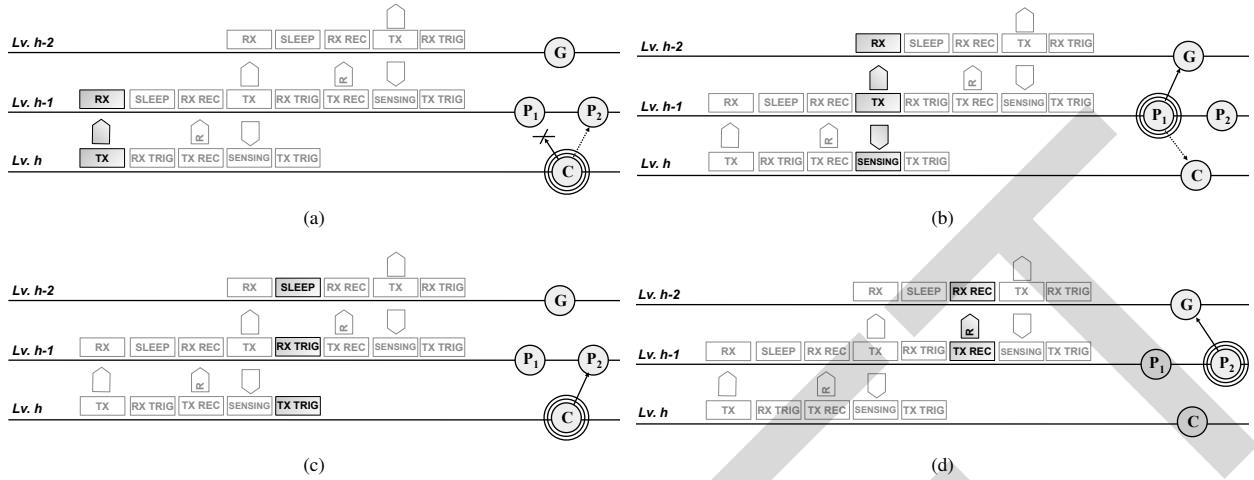 Lv. h-2 RX SLEEP RX REC TX RX TRIG G
Lv. h-1 RX SLEEP RX REC TX RX TRIG TX REC SENSING TX TRIG P1 P2
R
R
Lv. h TX RX TRIG TX REC SENSING TX TRIG C
(a)
Lv. h-2 RX SLEEP RX REC TX RX TRIG G
R
Lv. h-1 RX SLEEP RX REC TX RX TRIG TX REC SENSING TX TRIG P1 P2
R
Lv. h TX RX TRIG TX REC SENSING TX TRIG C
(b)
Lv. h-2 RX SLEEP RX REC TX RX TRIG G
R
Lv. h-1 RX SLEEP RX REC TX RX TRIG TX REC SENSING TX TRIG P1 P2
R
Lv. h TX RX TRIG TX REC SENSING TX TRIG C
(c)
Lv. h-2 RX SLEEP RX REC TX RX TRIG G
R
Lv. h-1 RX SLEEP RX REC TX RX TRIG TX REC SENSING TX TRIG P1 P2
R
Lv. h TX RX TRIG TX REC SENSING TX TRIG C
(d)